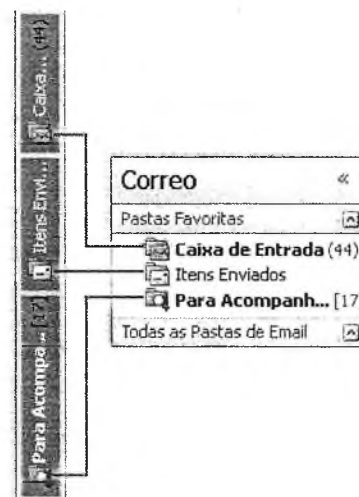 Caixa... (44)
Itens Envi...
Para Acompa... [17]
Correo «
Pastas Favoritas
Caixa de Entrada (44)
Itens Enviados
Para Acompanh... [17
Todas as Pastas de Email